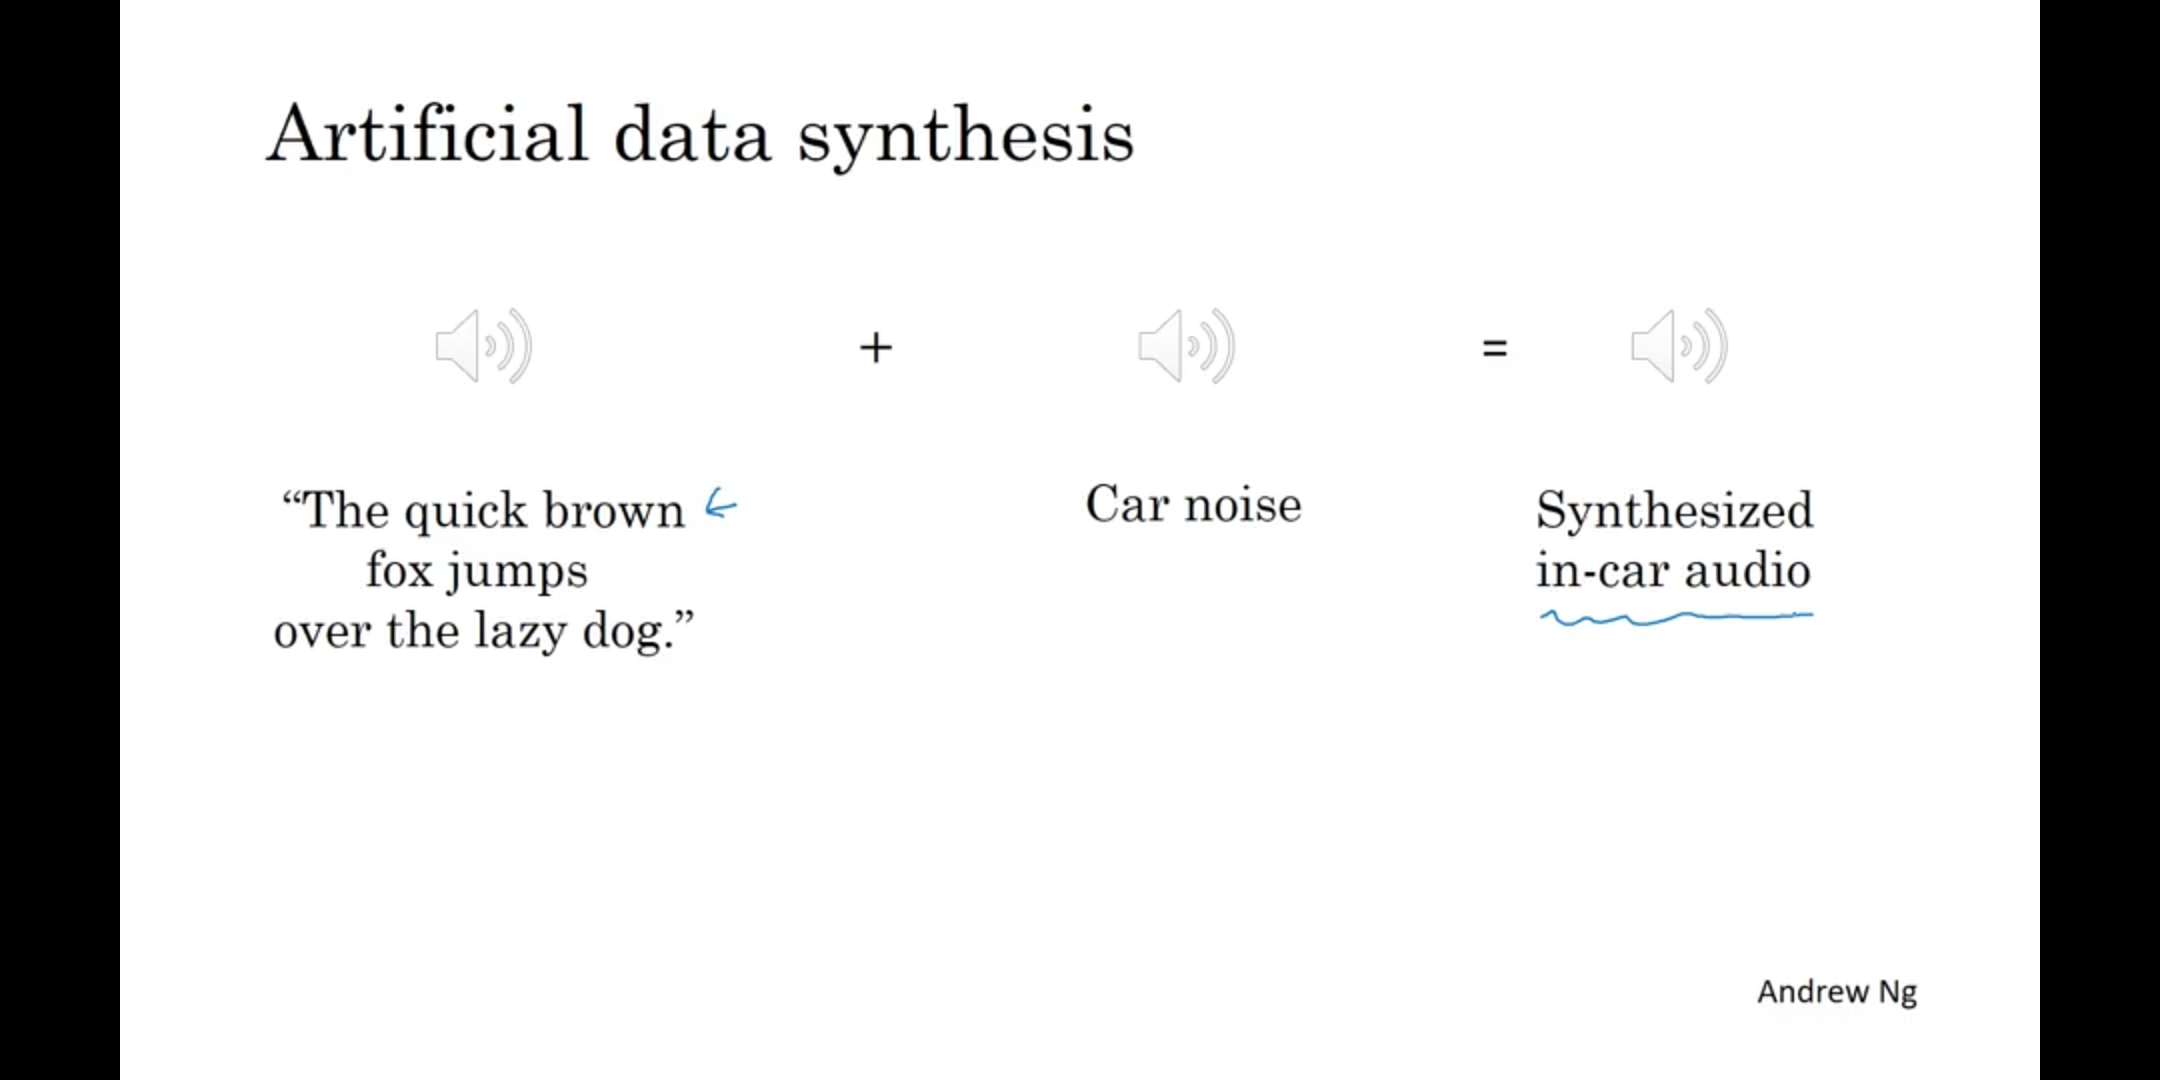 Artificial data synthesis
+
=
“The quick brown
fox jumps
over the lazy dog.”
Car noise
Synthesized
in-car audio
Andrew Ng